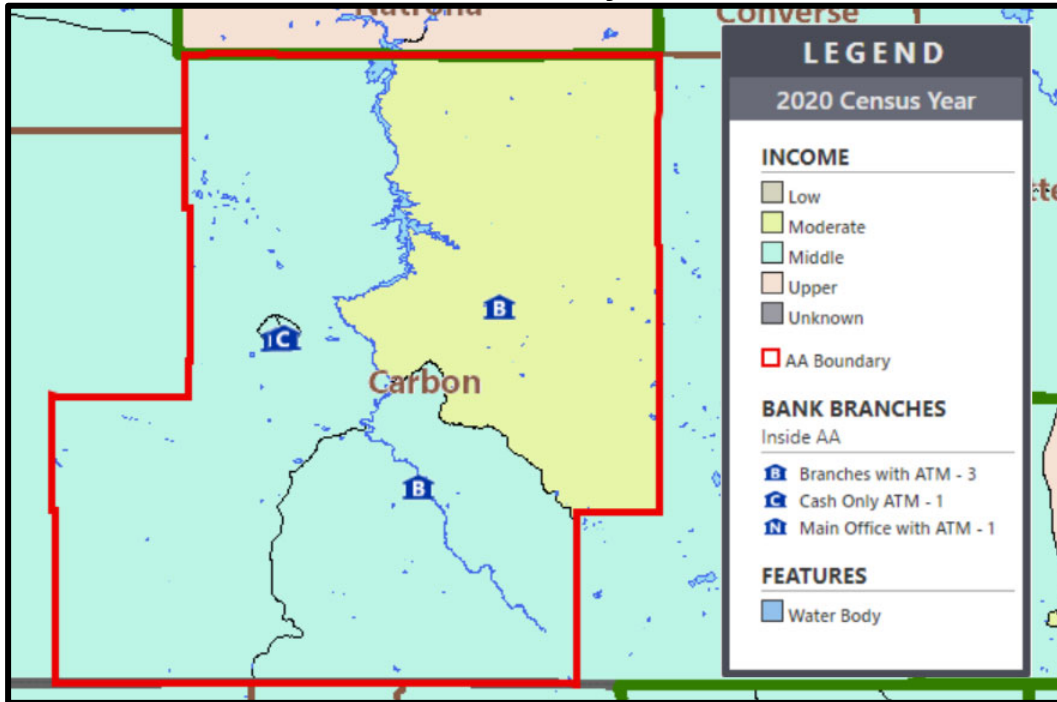 Natrona
Converse
Carbon
B
C
B
LEGEND
2020 Census Year
INCOME
Low
Moderate
Middle
Upper
Unknown
AA Boundary
BANK BRANCHES
Inside AA
B Branches with ATM - 3
C Cash Only ATM - 1
N Main Office with ATM - 1
FEATURES
Water Body